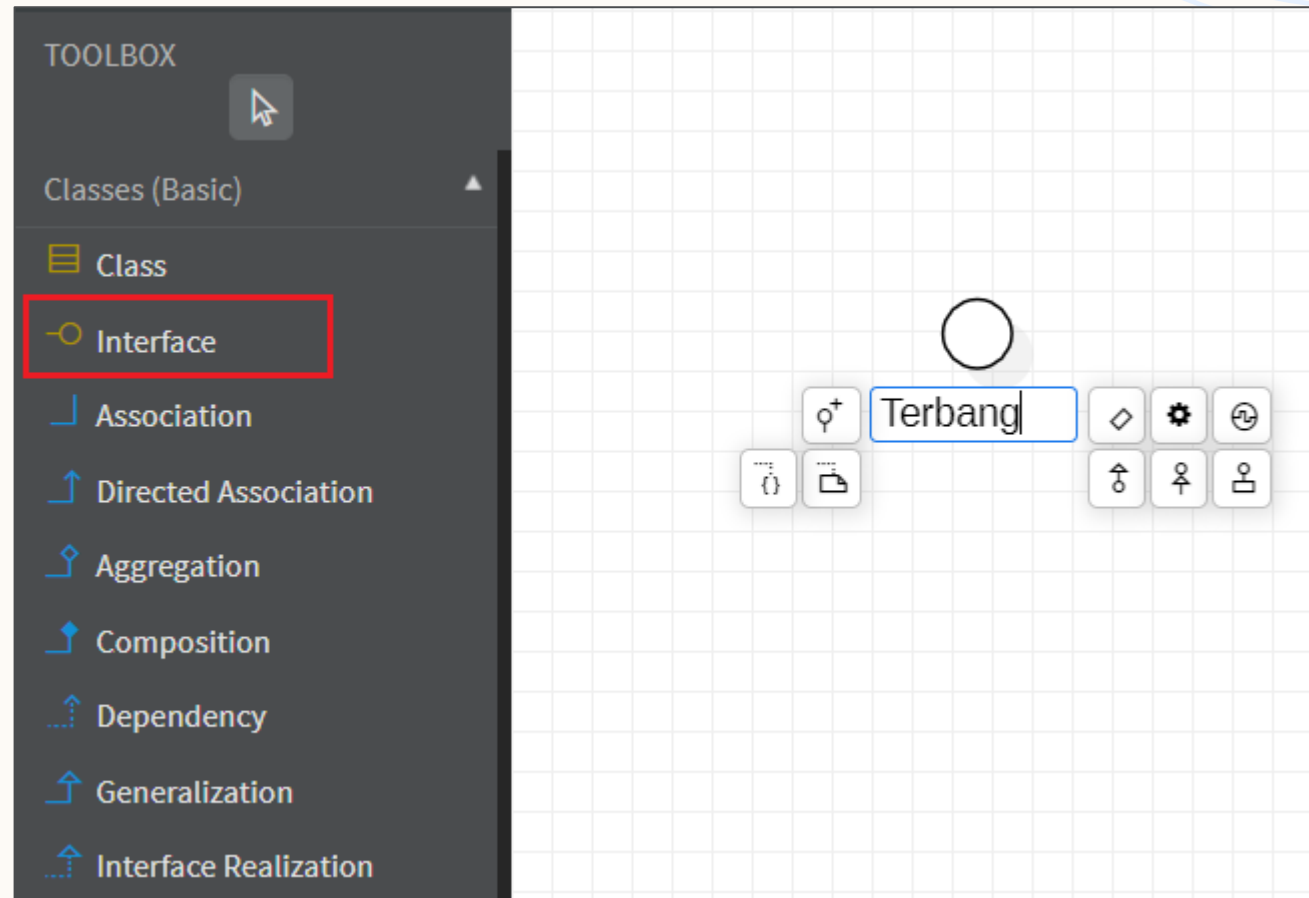 TOOLBOX
Classes (Basic)
Class
Interface
Association
Directed Association
Aggregation
Composition
Dependency
Generalization
Interface Realization
Terbang